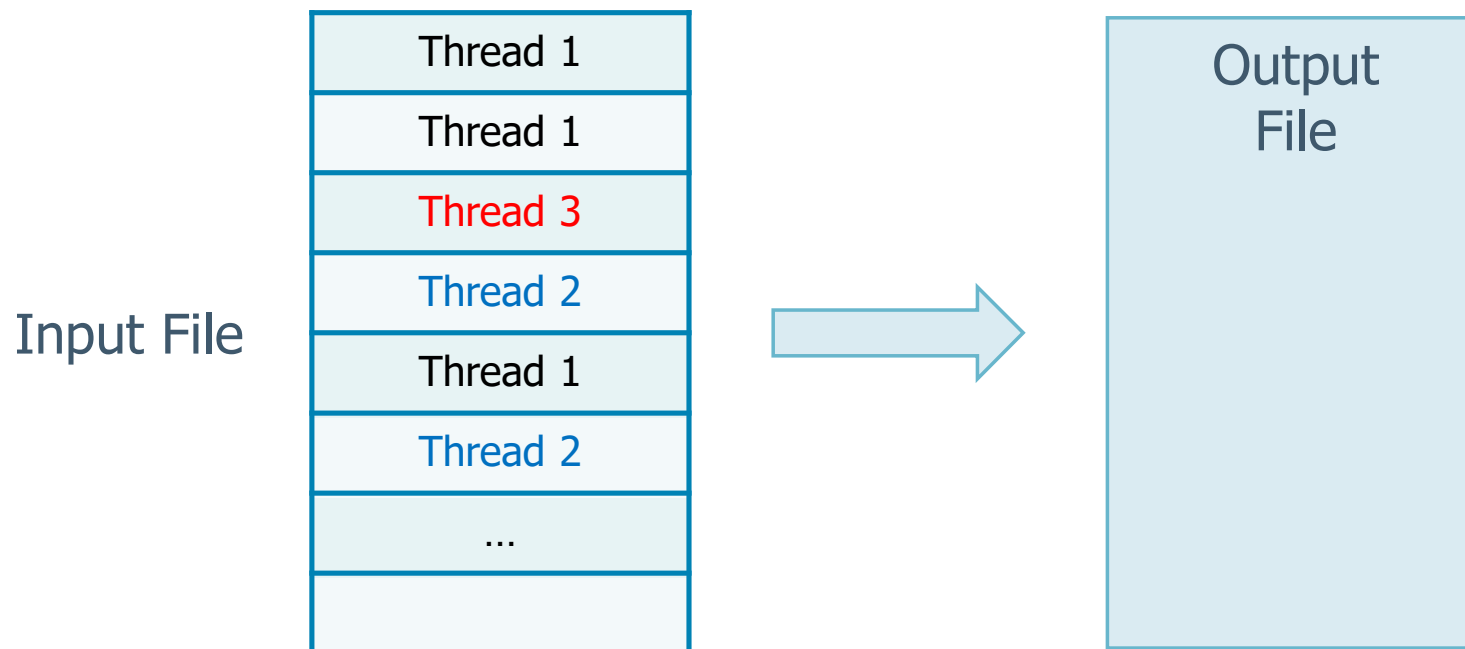 Input File
Thread 1
Thread 1
Thread 3
Thread 2
Thread 1
Thread 2
...
Output
File